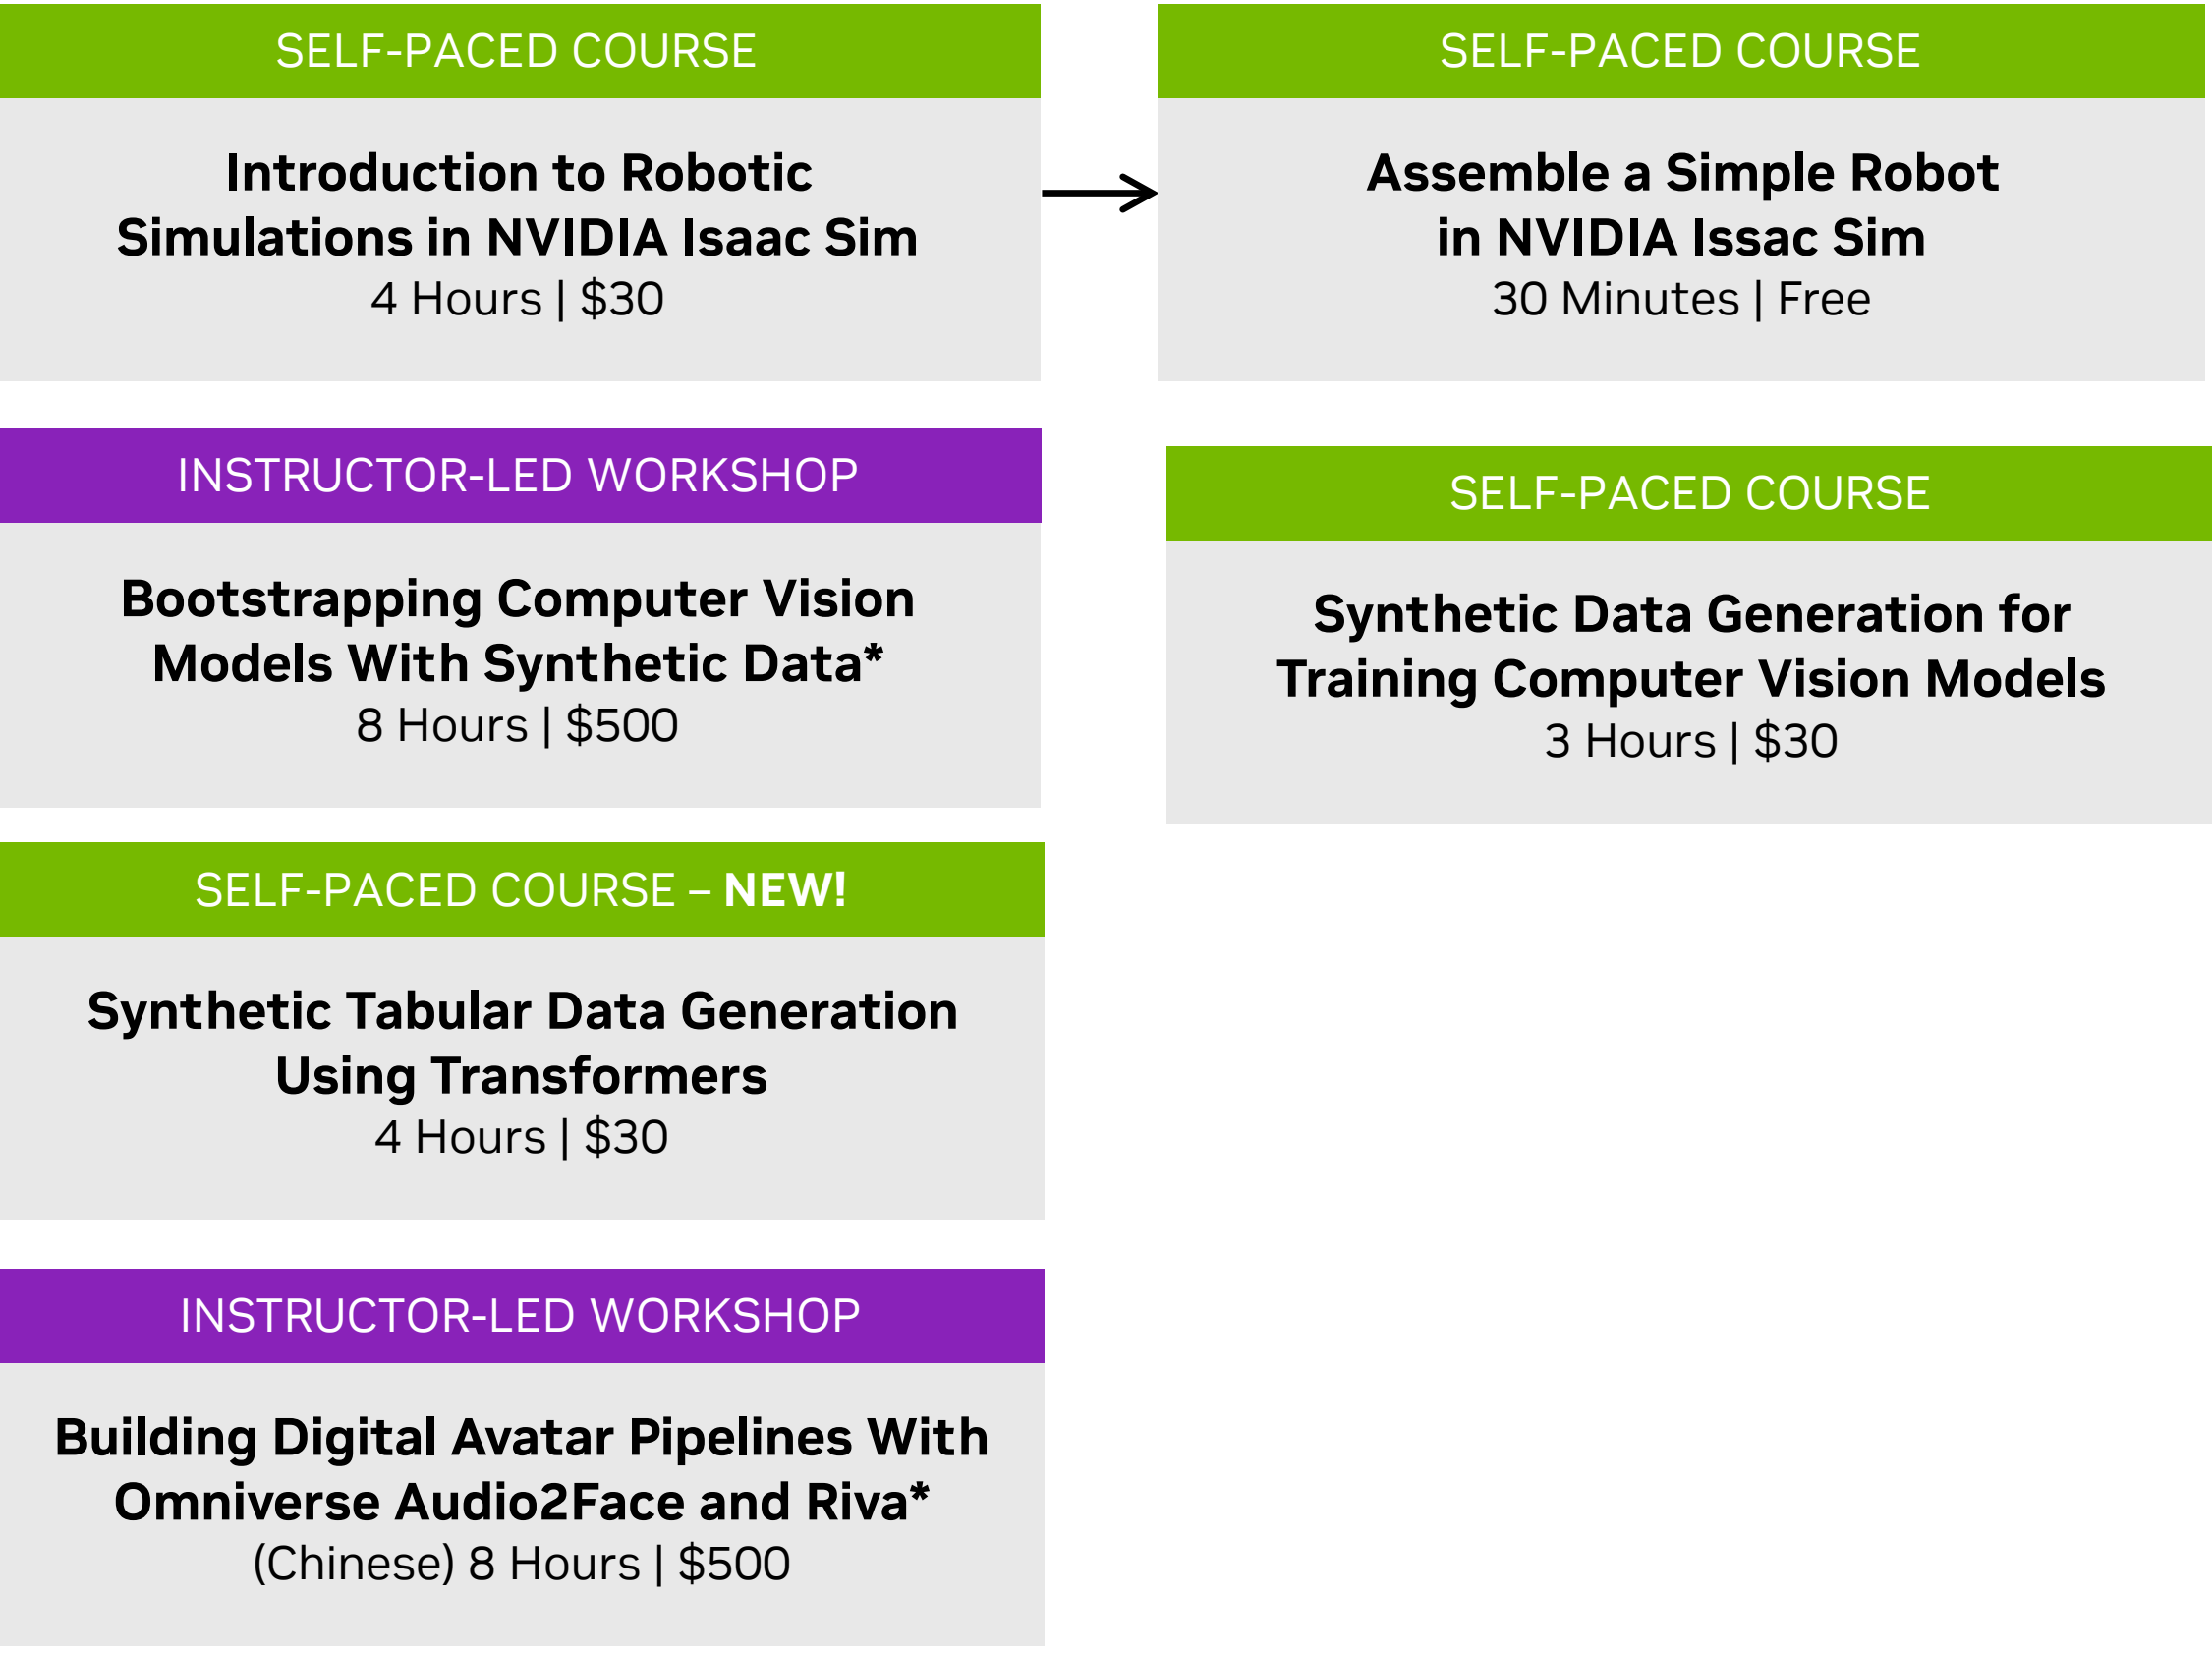 SELF-PACED COURSE
Introduction to Robotic
Simulations in NVIDIA Isaac Sim
4 Hours | $30
SELF-PACED COURSE
Assemble a Simple Robot
in NVIDIA Issac Sim
30 Minutes | Free
INSTRUCTOR-LED WORKSHOP
Bootstrapping Computer Vision
Models With Synthetic Data*
8 Hours | $500
SELF-PACED COURSE
Synthetic Data Generation for
Training Computer Vision Models
3 Hours | $30
SELF-PACED COURSE – NEW!
Synthetic Tabular Data Generation
Using Transformers
4 Hours | $30
INSTRUCTOR-LED WORKSHOP
Building Digital Avatar Pipelines With
Omniverse Audio2Face and Riva*
(Chinese) 8 Hours | $500